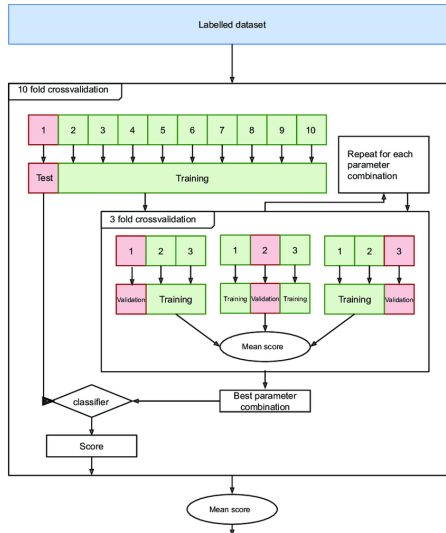 Labelled dataset
10 fold crossvalidation
1 2 3 4 5 6 7 8 9 10
Test Training
Repeat for each
parameter
combination
3 fold crossvalidation
1 2 3 1 2 3 1 2 3
Validation Training Training Validation Training Training Validation
Mean score
Best parameter
combination
classifier
Score
Mean score